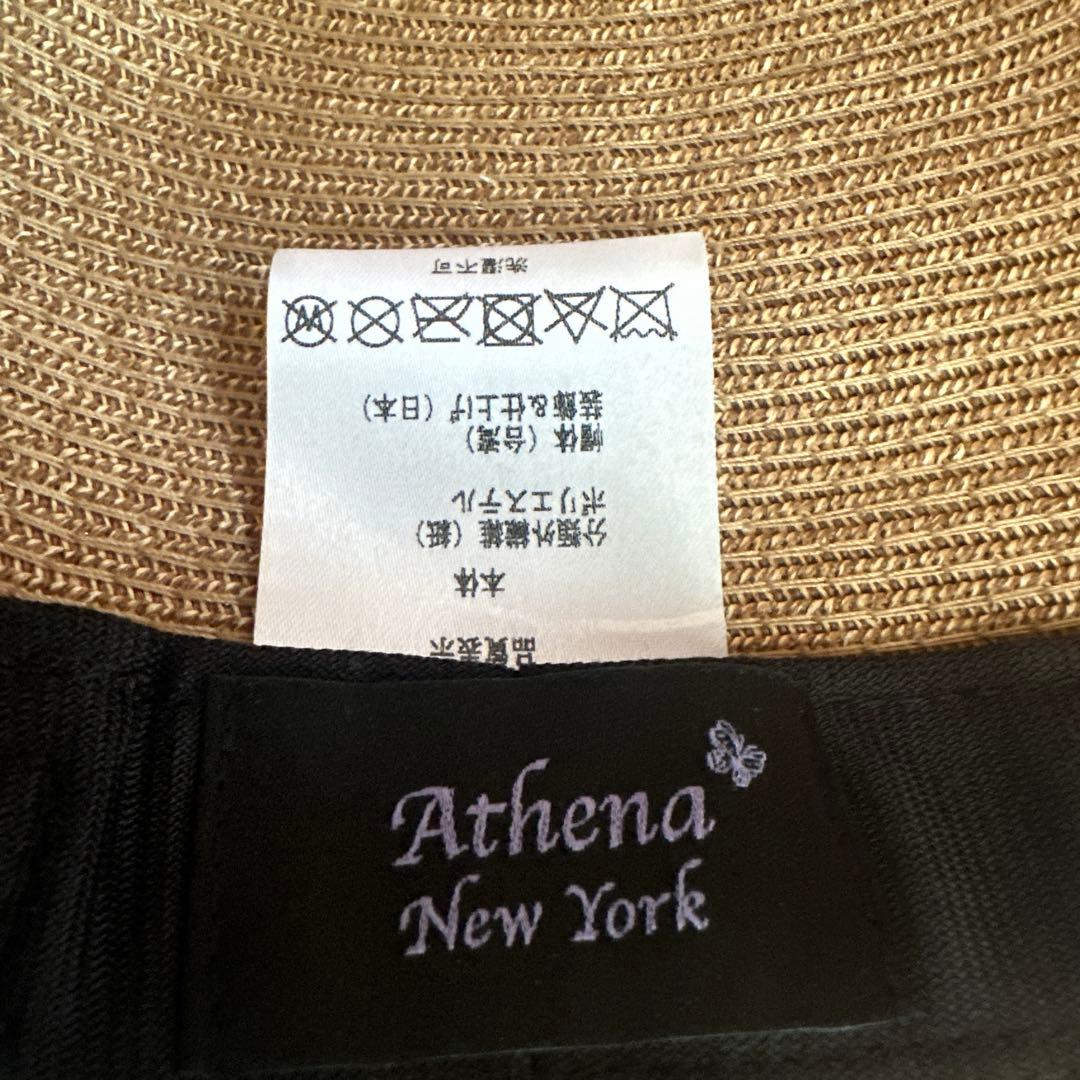 品質表示
本体
分類外繊維（紙）
ポリエステル
帽体（台湾）
装飾&仕上げ（日本）
洗濯不可
Athena
New York